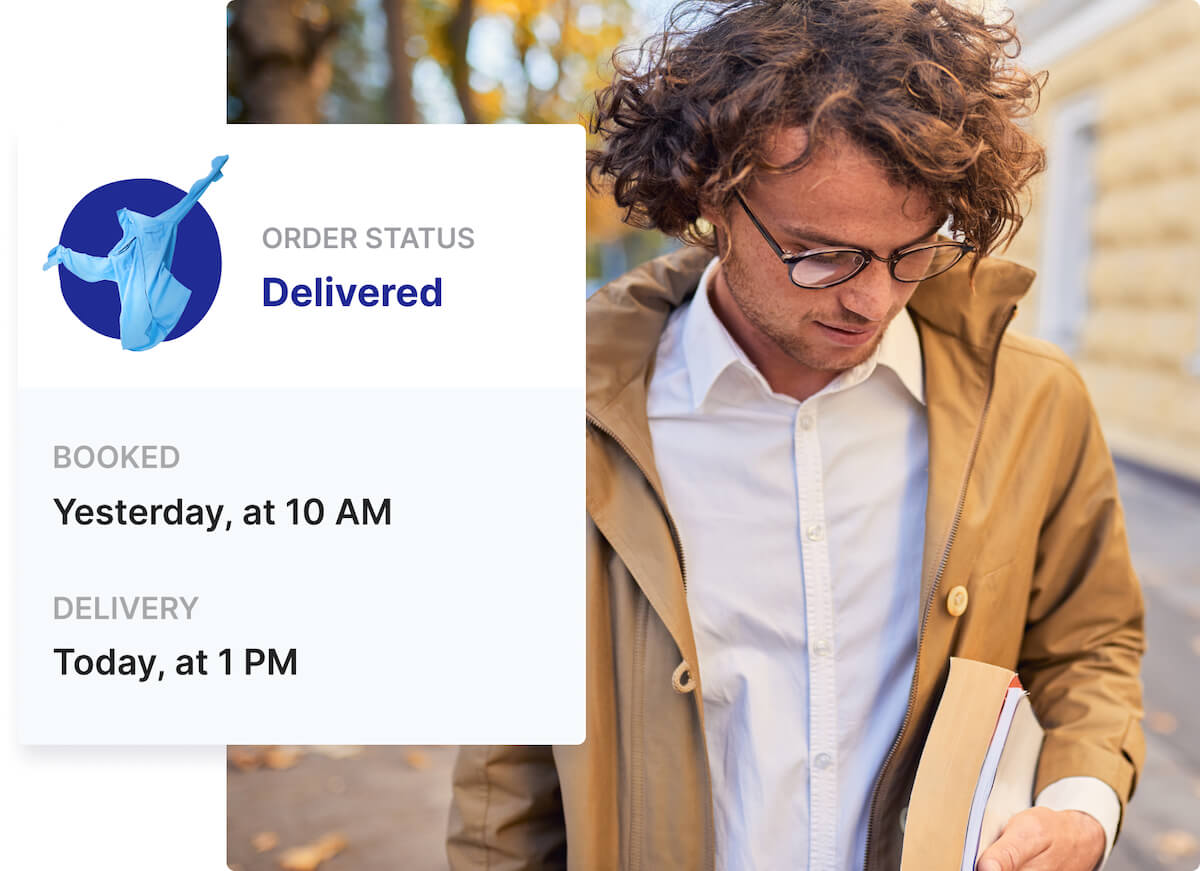 ORDER STATUS
Delivered
BOOKED
Yesterday, at 10 AM
DELIVERY
Today, at 1 PM